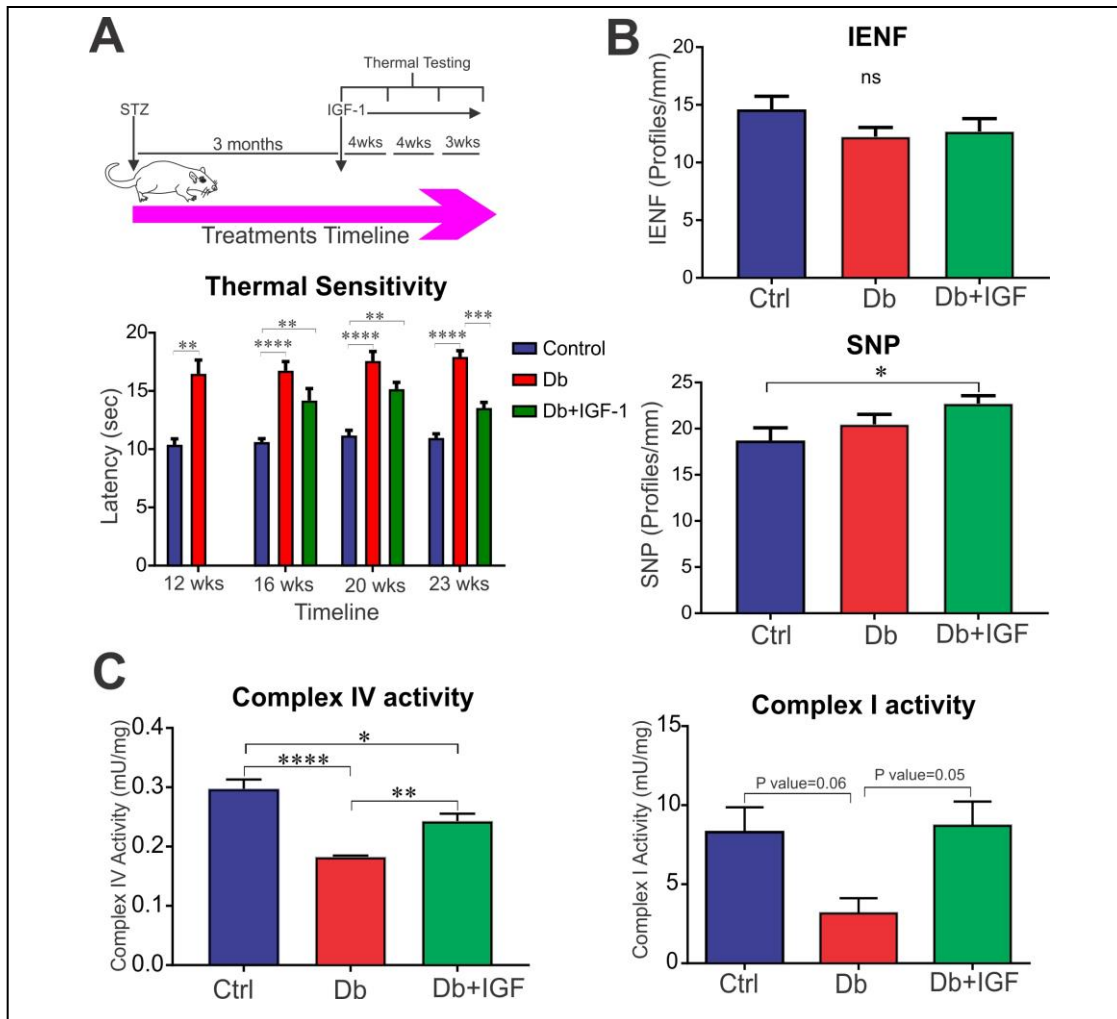 A
Thermal Testing
STZ
IGF-1
3 months
4wks
4wks
3wks
Treatments Timeline
Thermal Sensitivity
Latency (sec)
20
15
10
5
0
**
****
**
****
**
****
***
Control
Db
Db+IGF-1
12 wks
16 wks
20 wks
23 wks
Timeline
B
IENF
IENF (Profiles/mm)
20
15
10
5
0
ns
Ctrl
Db
Db+IGF
SNP
SNP (Profiles/mm)
25
20
15
10
5
0
*
Ctrl
Db
Db+IGF
C
Complex IV activity
Complex IV Activity (mU/mg)
0.4
0.3
0.2
0.1
0.0
*
****
**
Ctrl
Db
Db+IGF
Complex I activity
Complex I Activity (mU/mg)
15
10
5
0
P value=0.06
P value=0.05
Ctrl
Db
Db+IGF